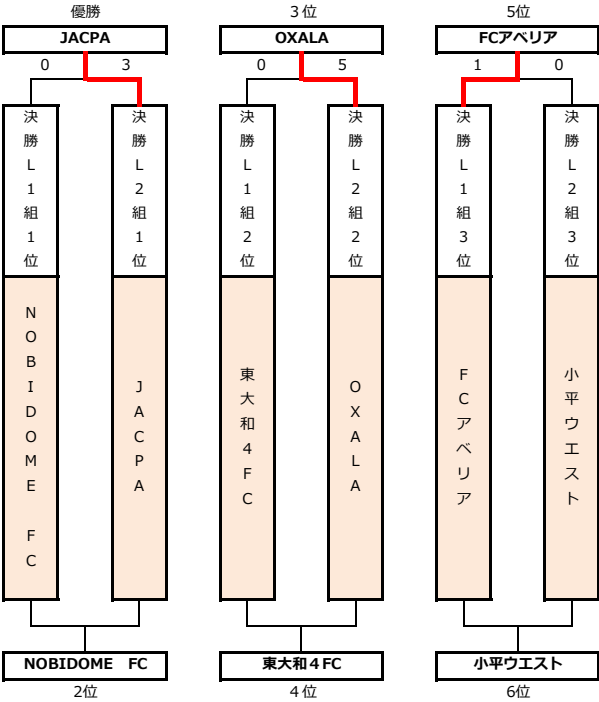 優勝
JACPA
0 3
決勝L1組1位
決勝L2組1位
NOBIDOME FC
JACPA
NOBIDOME FC
2位
3位
OXALA
0 5
決勝L1組2位
決勝L2組2位
東大和4FC
OXALA
東大和4FC
4位
5位
FCアベリア
1 0
決勝L1組3位
決勝L2組3位
FCアベリア
小平ウエスト
小平ウエスト
6位